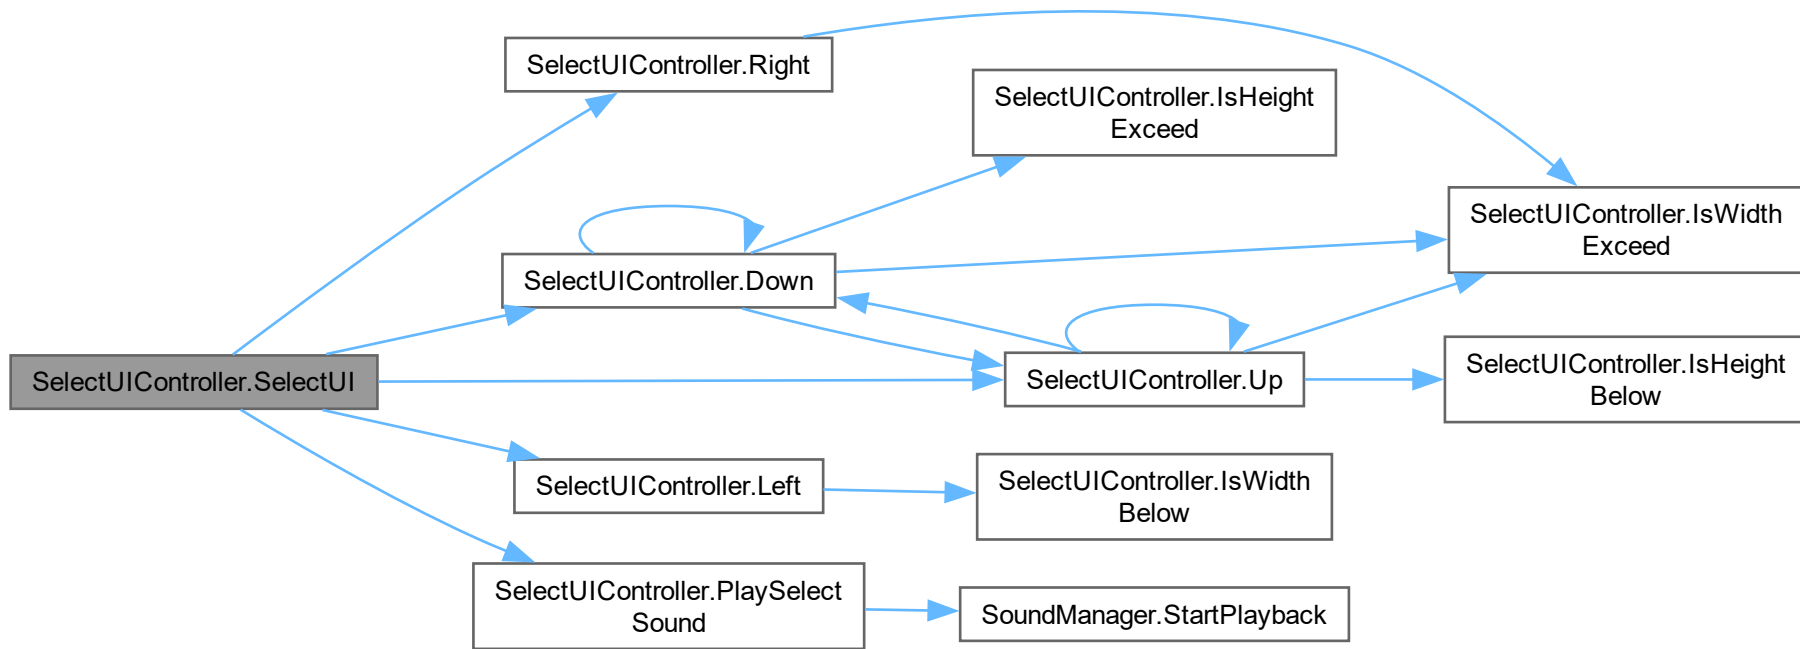 SelectUIController.Right
SelectUIController.IsHeight
Exceed
SelectUIController.IsWidth
Exceed
SelectUIController.Down
SelectUIController.SelectUI
SelectUIController.Up
SelectUIController.IsHeight
Below
SelectUIController.Left
SelectUIController.IsWidth
Below
SelectUIController.PlaySelect
Sound
SoundManager.StartPlayback